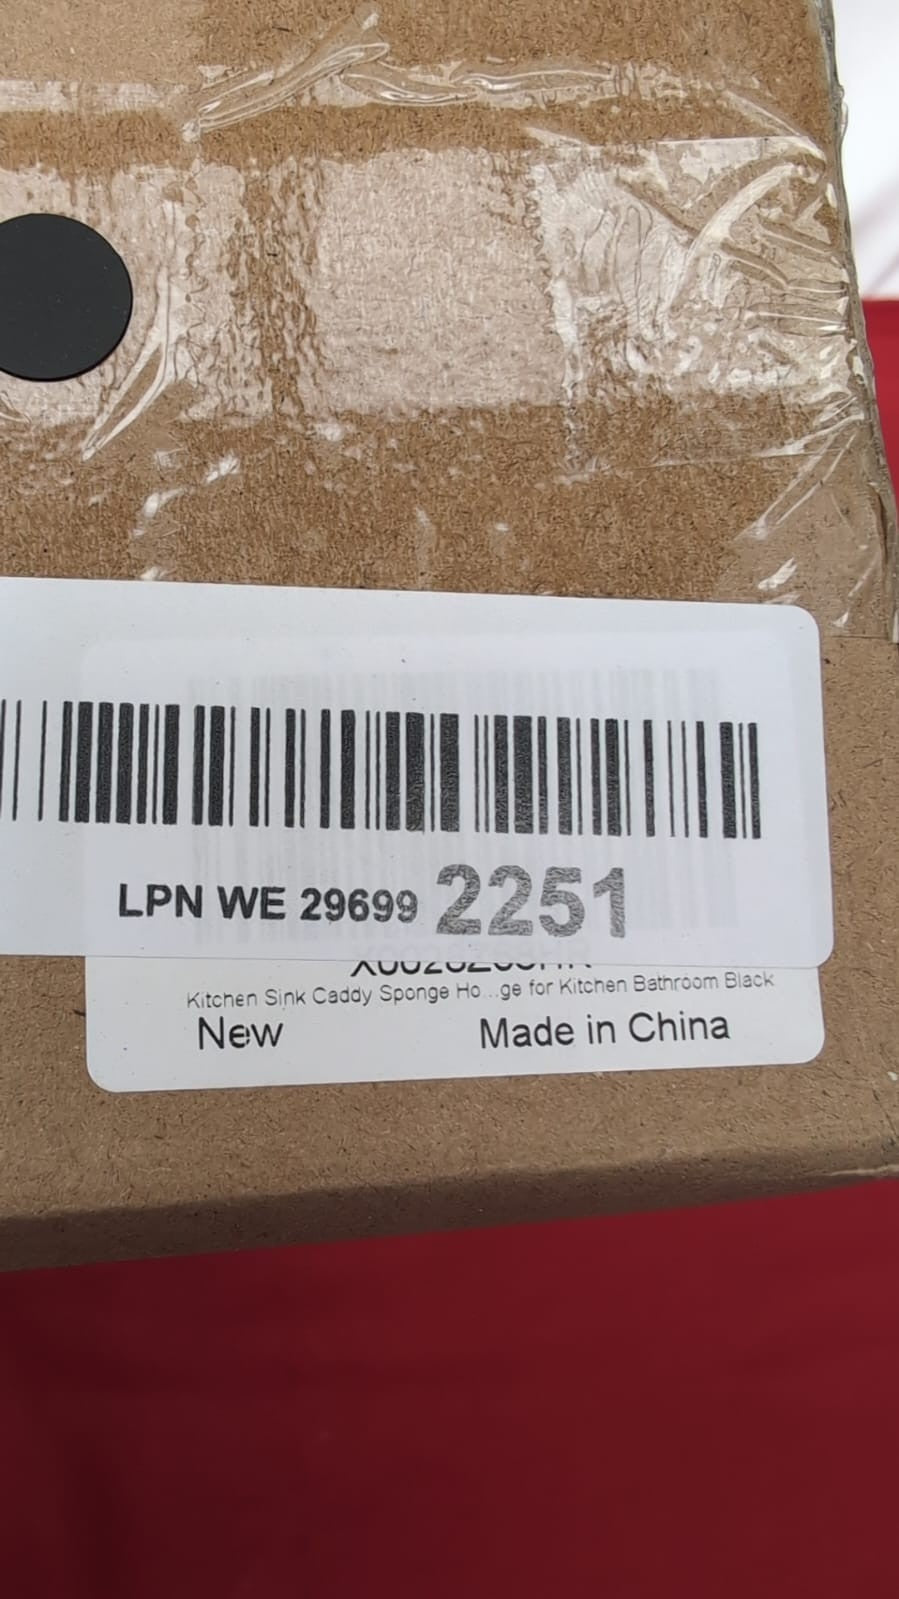 LPN WE 29699 2251
Kitchen Sink Caddy Sponge Ho...ge for Kitchen Bathroom Black
New Made in China